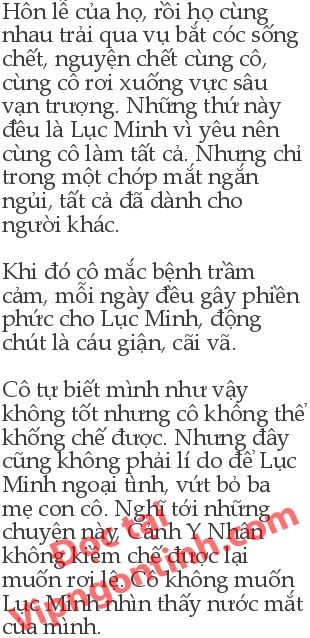 Hôn lễ của họ, rồi họ cùng
nhau trải qua vụ bắt cóc sống
chết, nguyện chết cùng cô,
cùng cô rơi xuống vực sâu
vạn trượng. Những thứ này
đều là Lục Minh vì yêu nên
cùng cô làm tất cả. Nhưng chỉ
trong một chớp mắt ngắn
ngủi, tất cả đã dành cho
người khác.
Khi đó cô mắc bệnh trầm
cảm, mỗi ngày đều gây phiền
phức cho Lục Minh, động
chút là cáu giận, cãi vã.
Cô tự biết mình như vậy
không tốt nhưng cô không thể
khống chế được. Nhưng đây
cũng không phải lí do để Lục
Minh ngoại tình, vứt bỏ ba
mẹ con cô. Nghĩ tới những
chuyện này, Cảnh Y Nhân
không kiềm chế được lại
muốn rơi lệ. Cô không muốn
Lục Minh nhìn thấy nước mắt
của mình.
Đọc tại
Vipngontinh.com